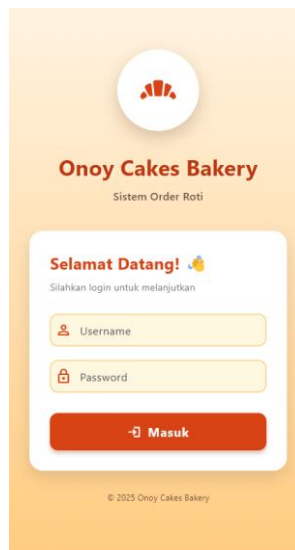 Onoy Cakes Bakery
Sistem Order Roti
Selamat Datang! 👋
Silahkan login untuk melanjutkan
Username
Password
Masuk
© 2025 Onoy Cakes Bakery